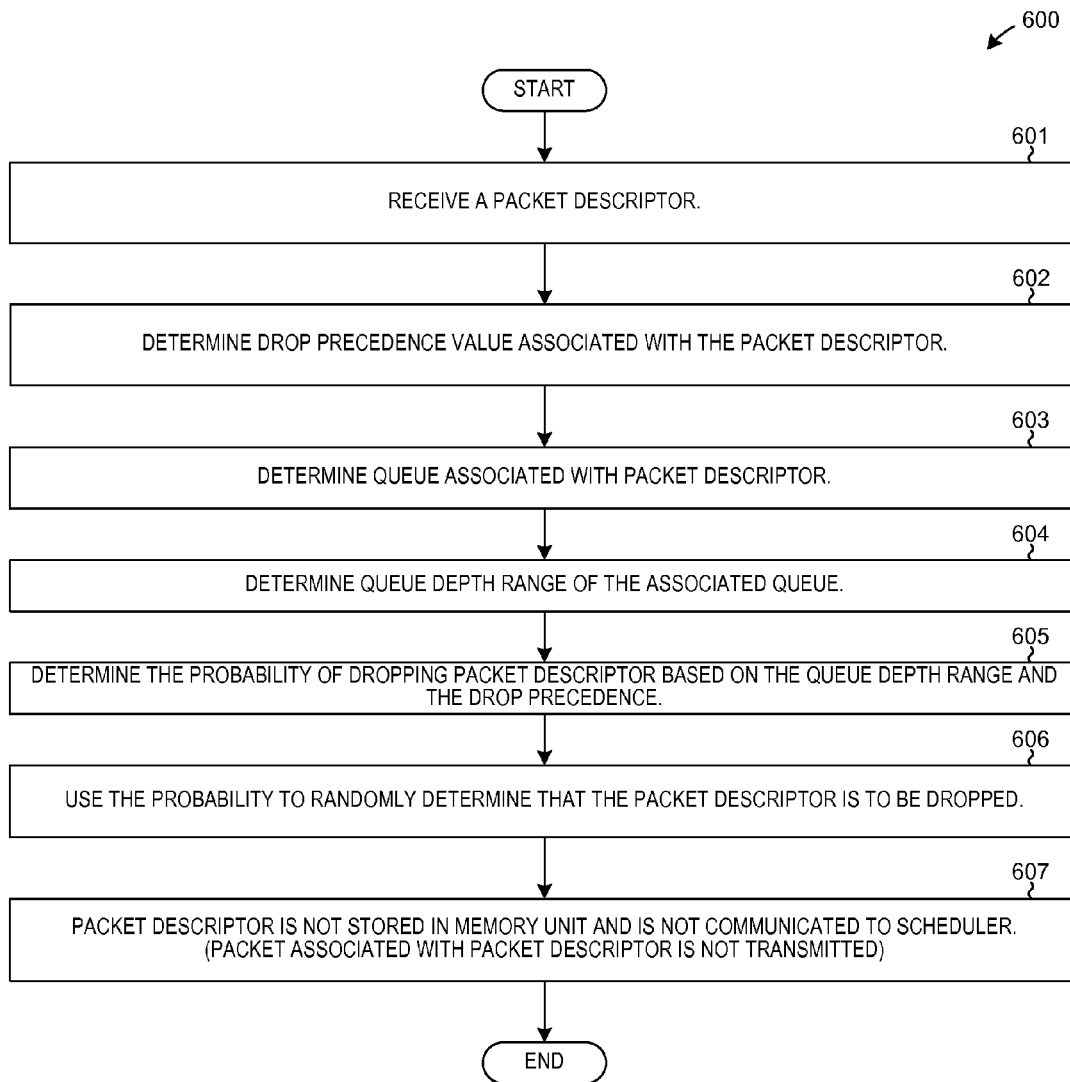 600
START
601
RECEIVE A PACKET DESCRIPTOR.
602
DETERMINE DROP PRECEDENCE VALUE ASSOCIATED WITH THE PACKET DESCRIPTOR.
603
DETERMINE QUEUE ASSOCIATED WITH PACKET DESCRIPTOR.
604
DETERMINE QUEUE DEPTH RANGE OF THE ASSOCIATED QUEUE.
605
DETERMINE THE PROBABILITY OF DROPPING PACKET DESCRIPTOR BASED ON THE QUEUE DEPTH RANGE AND
THE DROP PRECEDENCE.
606
USE THE PROBABILITY TO RANDOMLY DETERMINE THAT THE PACKET DESCRIPTOR IS TO BE DROPPED.
607
PACKET DESCRIPTOR IS NOT STORED IN MEMORY UNIT AND IS NOT COMMUNICATED TO SCHEDULER.
(PACKET ASSOCIATED WITH PACKET DESCRIPTOR IS NOT TRANSMITTED)
END